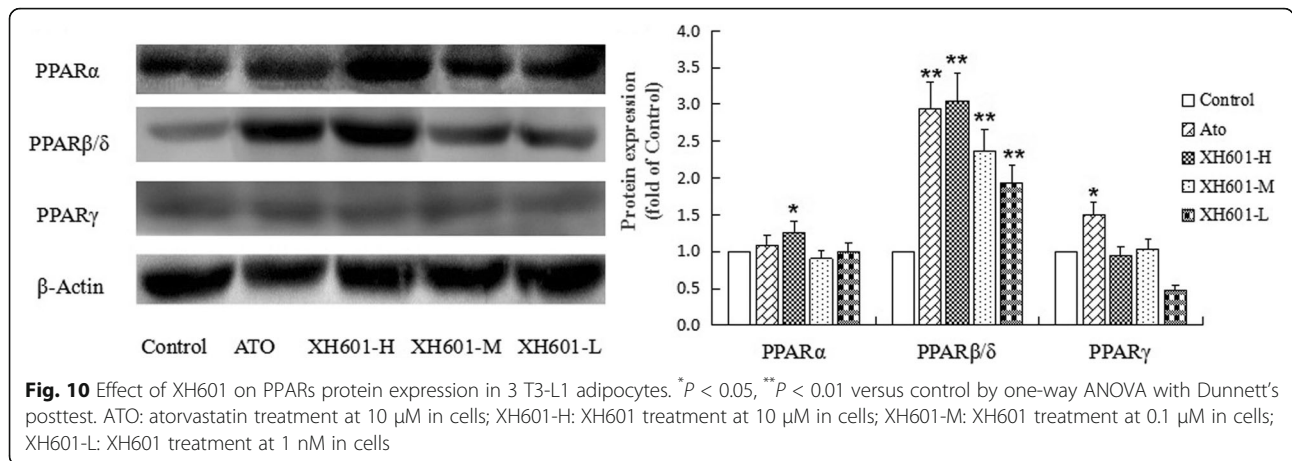 PPARα
PPARβ/δ
PPARγ
β-Actin
Control ATO XH601-H XH601-M XH601-L
Protein expression
(fold of Control)
4.0
3.5
3.0
2.5
2.0
1.5
1.0
0.5
0.0
*
**
**
**
**
*
PPARα PPARβ/δ PPARγ
Control
Ato
XH601-H
XH601-M
XH601-L
Fig. 10 Effect of XH601 on PPARs protein expression in 3 T3-L1 adipocytes. *P < 0.05, **P < 0.01 versus control by one-way ANOVA with Dunnett's
posttest. ATO: atorvastatin treatment at 10 μM in cells; XH601-H: XH601 treatment at 10 μM in cells; XH601-M: XH601 treatment at 0.1 μM in cells;
XH601-L: XH601 treatment at 1 nM in cells